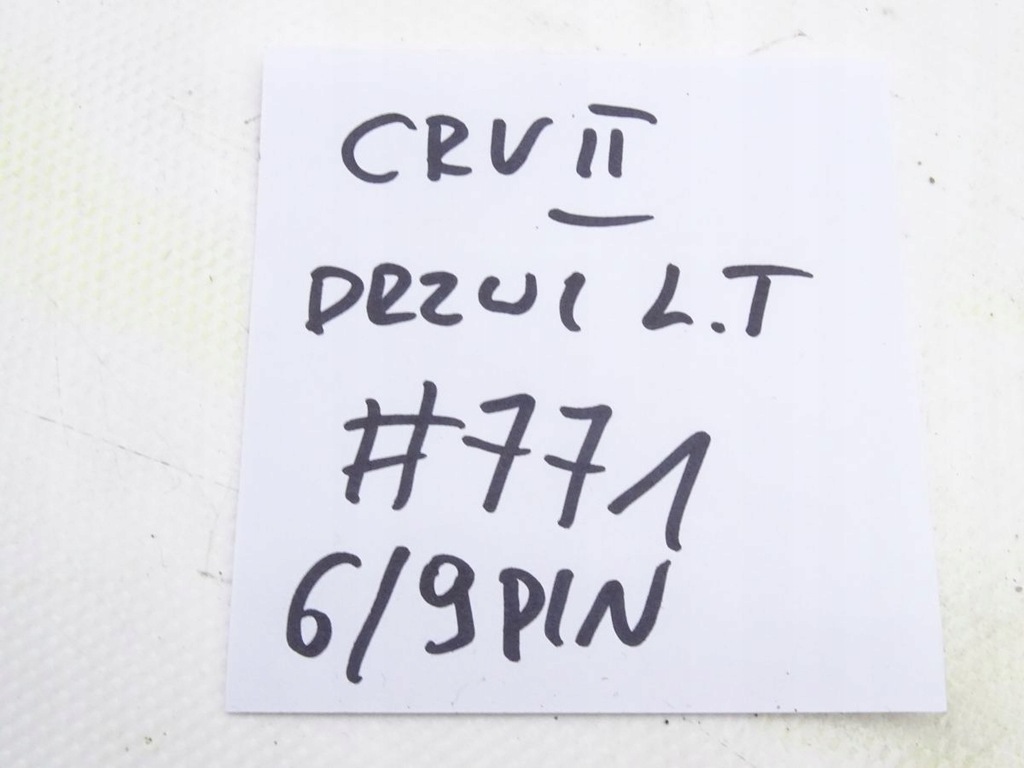 CRV II
DRZWI L.T
#771
6/9PIN